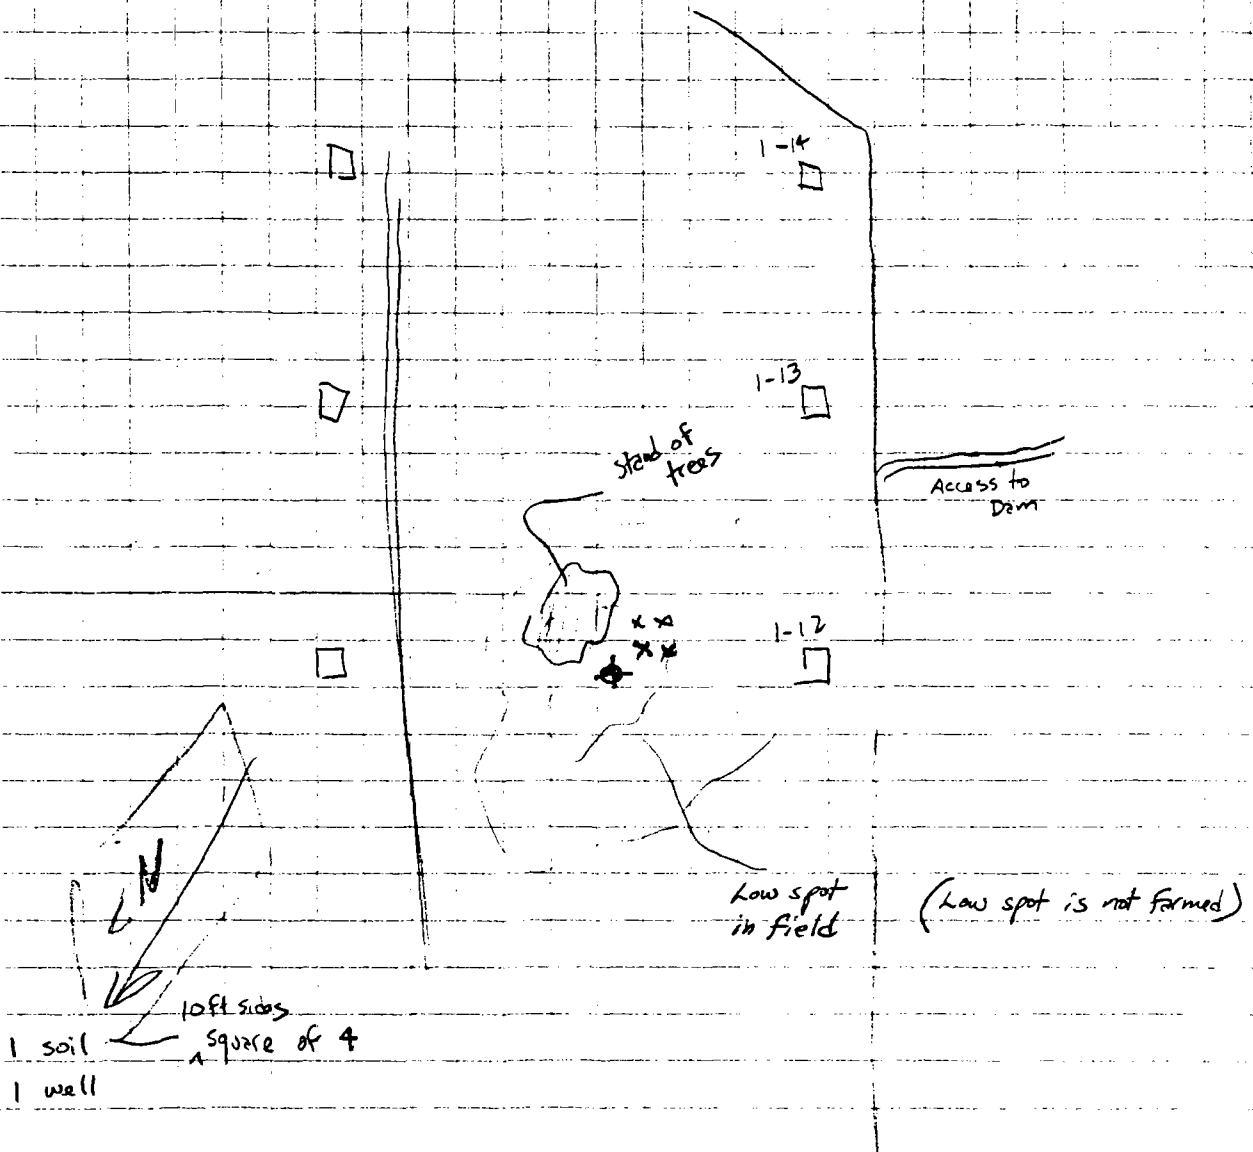 1-14
1-13
stand of
trees
Access to
Dam
1-12
N
Low spot
in field
(Low spot is not farmed)
10ft sides
1 soil — ^ square of 4
1 well